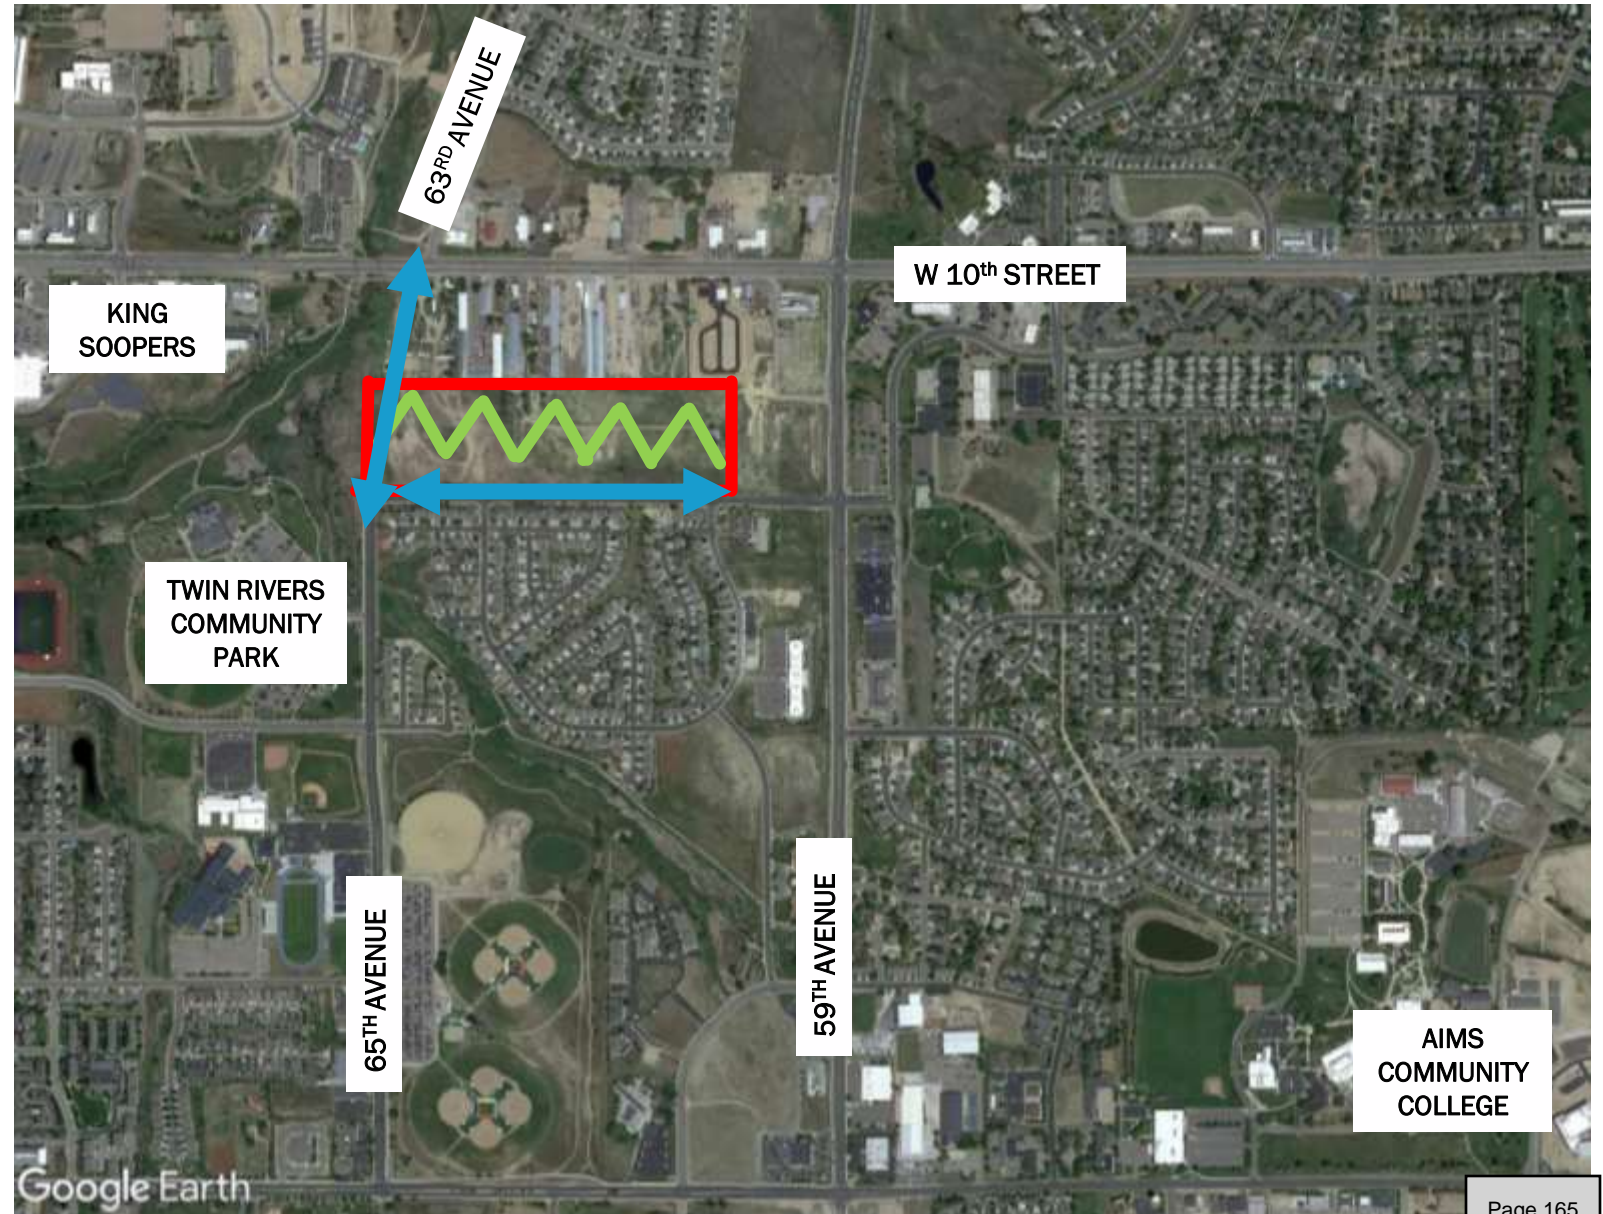 63RD AVENUE
W 10th STREET
KING
SOOPERS
TWIN RIVERS
COMMUNITY
PARK
59TH AVENUE
65TH AVENUE
AIMS
COMMUNITY
COLLEGE
Google Earth
Page 165